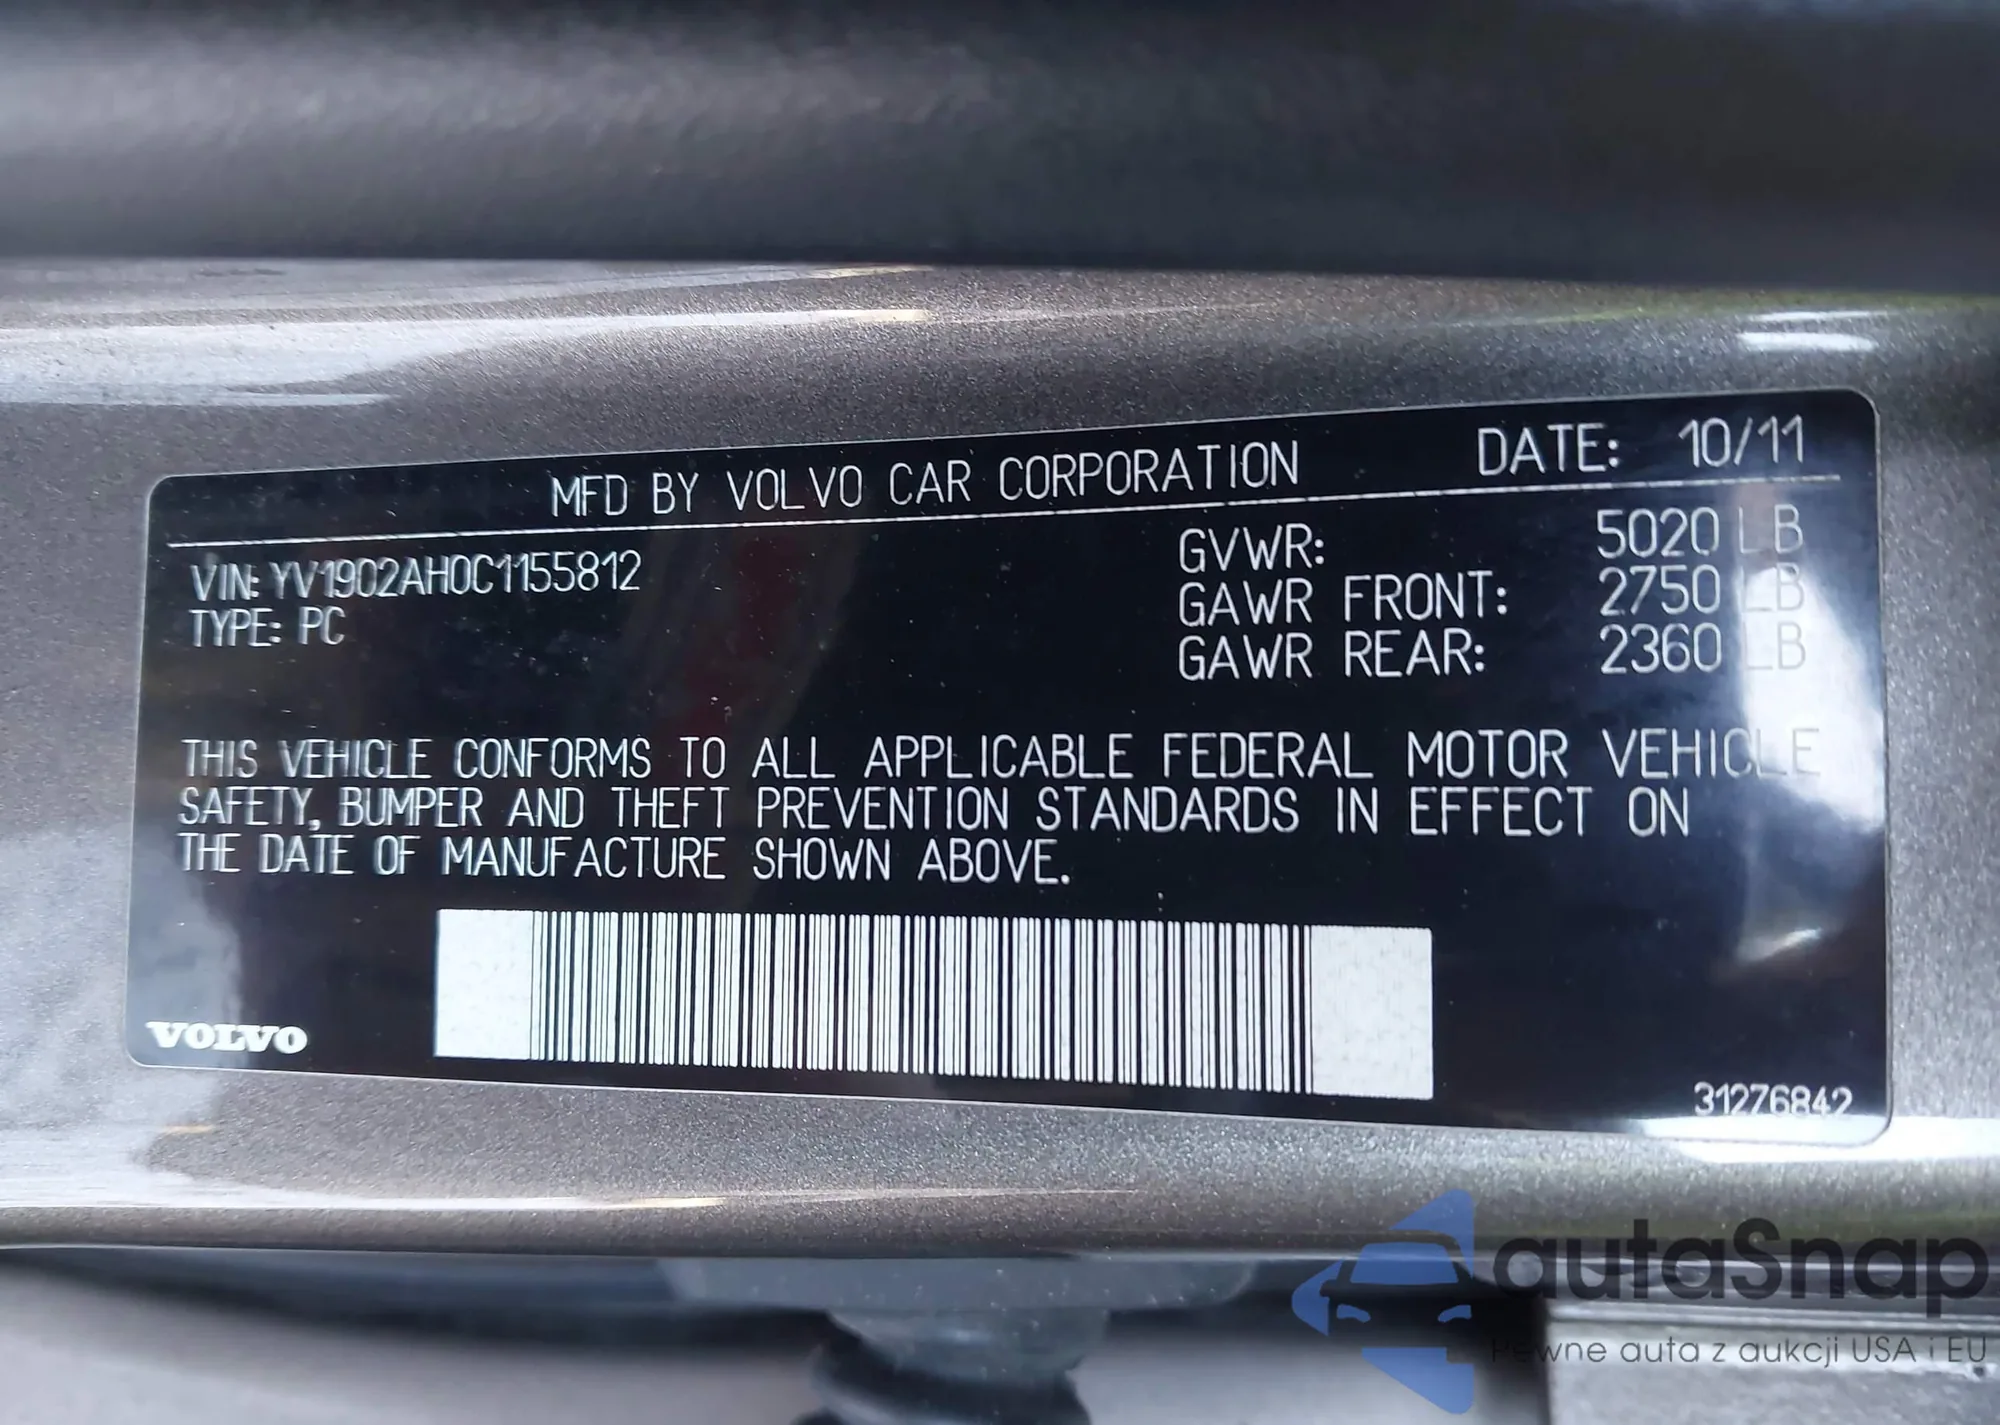 MFD BY VOLVO CAR CORPORATION DATE: 10/11
VIN: YV1902AH0C1155812
TYPE: PC
GVWR: 5020 LB
GAWR FRONT: 2750 LB
GAWR REAR: 2360 LB
THIS VEHICLE CONFORMS TO ALL APPLICABLE FEDERAL MOTOR VEHICLE
SAFETY, BUMPER AND THEFT PREVENTION STANDARDS IN EFFECT ON
THE DATE OF MANUFACTURE SHOWN ABOVE.
VOLVO
31276842
autaSnap
Pewne auta z aukcji USA i EU